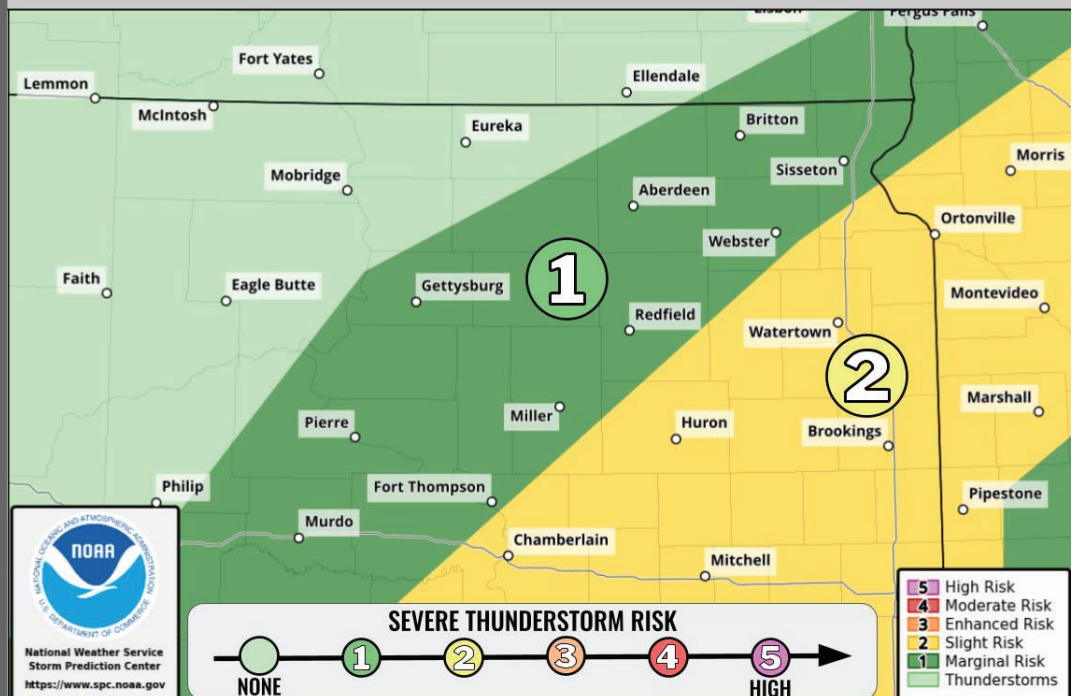 Lisbon
Fergus Falls
Fort Yates
Ellendale
Lemmon
McIntosh
Britton
Eureka
Morris
Sisseton
Mobridge
Aberdeen
Ortonville
Webster
Faith
Eagle Butte
Gettysburg
1
Montevideo
Redfield
Watertown
2
Marshall
Miller
Pierre
Huron
Brookings
Philip
Fort Thompson
Pipestone
Murdo
Chamberlain
Mitchell
NATIONAL OCEANIC AND ATMOSPHERIC ADMINISTRATION
NOAA
U.S. DEPARTMENT OF COMMERCE
National Weather Service
Storm Prediction Center
https://www.spc.noaa.gov
SEVERE THUNDERSTORM RISK
1 2 3 4 5
NONE HIGH
5 High Risk
4 Moderate Risk
3 Enhanced Risk
2 Slight Risk
1 Marginal Risk
Thunderstorms